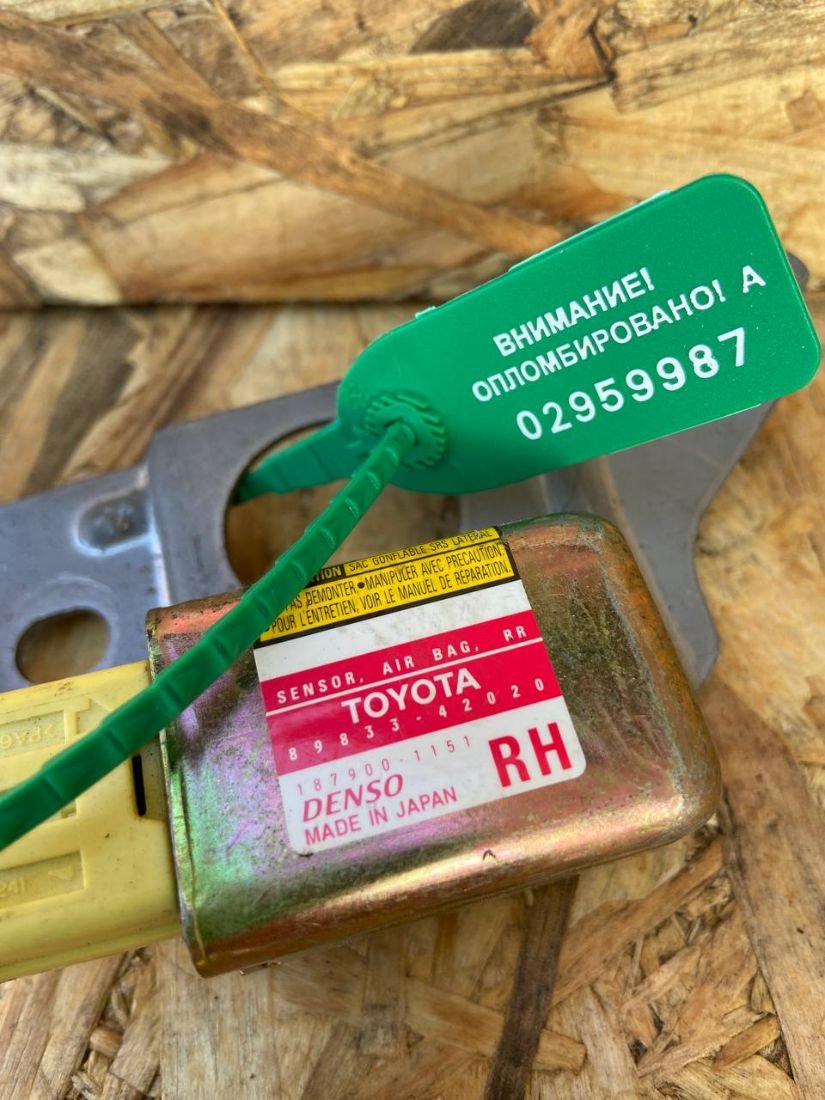 ВНИМАНИЕ!
ОПЛОМБИРОВАНО! А
02959987
SAC GONFLABLE SRS LATERAL
PAS DEMONTER. •MANIPULER AVEC PRECAUTION
POUR L'ENTRETIEN, VOIR LE MANUEL DE REPARATION.
SENSOR, AIR BAG, RR
TOYOTA
89833-42020
187900-1151
RH
DENSO
MADE IN JAPAN